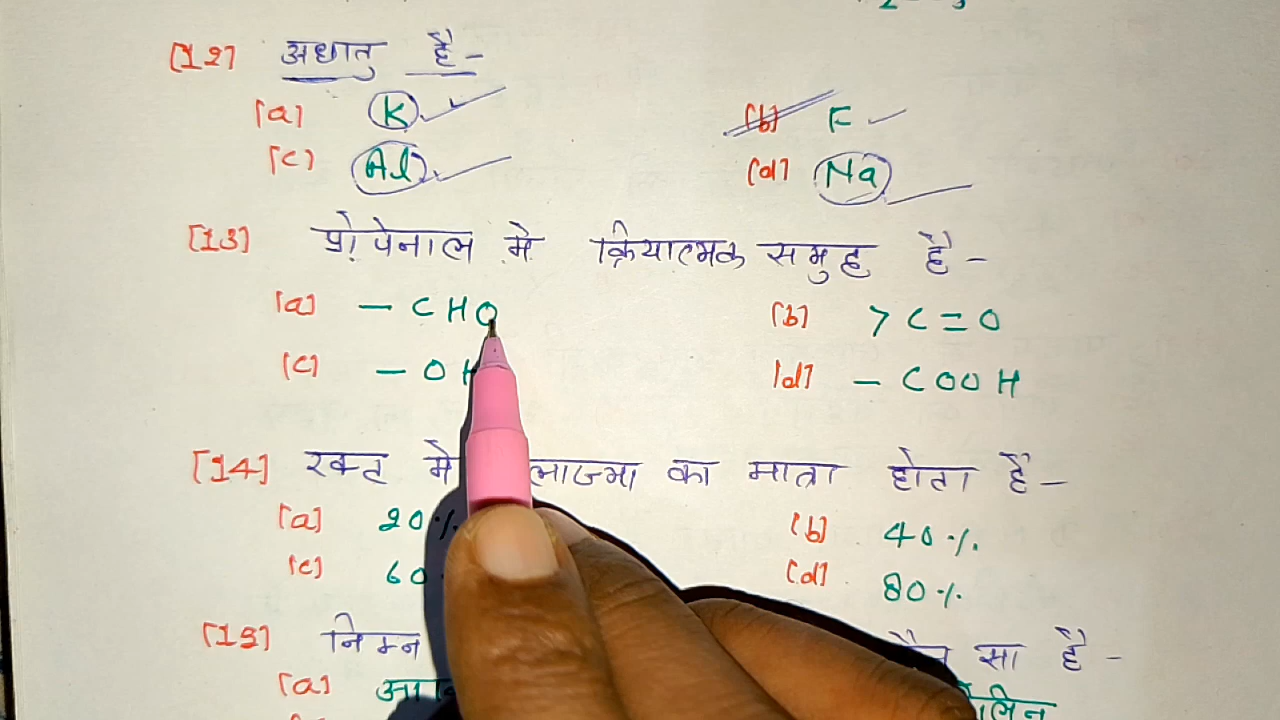 [12] अधातु है-
[a] K [b] F
[c] Al [d] Na
[13] प्रोपेनाल मे क्रियात्मक समुह है -
[a] - CHO [b] >C=O
[c] - OH [d] - COOH
[14] रक्त मे प्लाज्मा का मात्रा होता है -
[a] 20% [b] 40%
[c] 60 [d] 80%
[15] निम्न सा है -
[a]